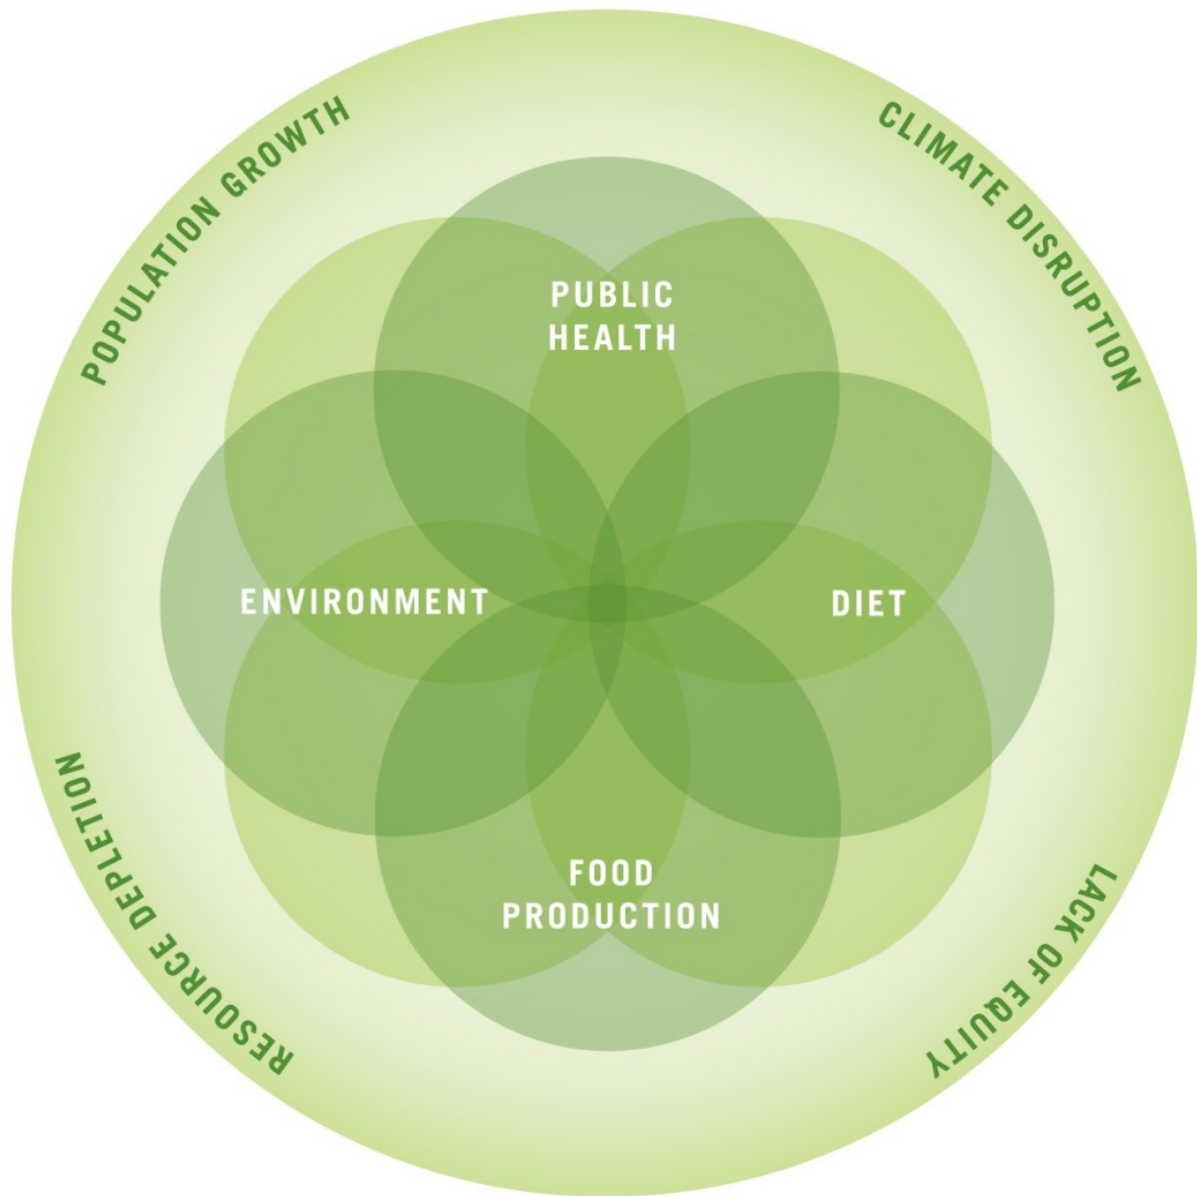 POPULATION GROWTH
CLIMATE DISRUPTION
PUBLIC
HEALTH
ENVIRONMENT
DIET
FOOD
PRODUCTION
RESOURCE DEPLETION
LACK OF EQUITY